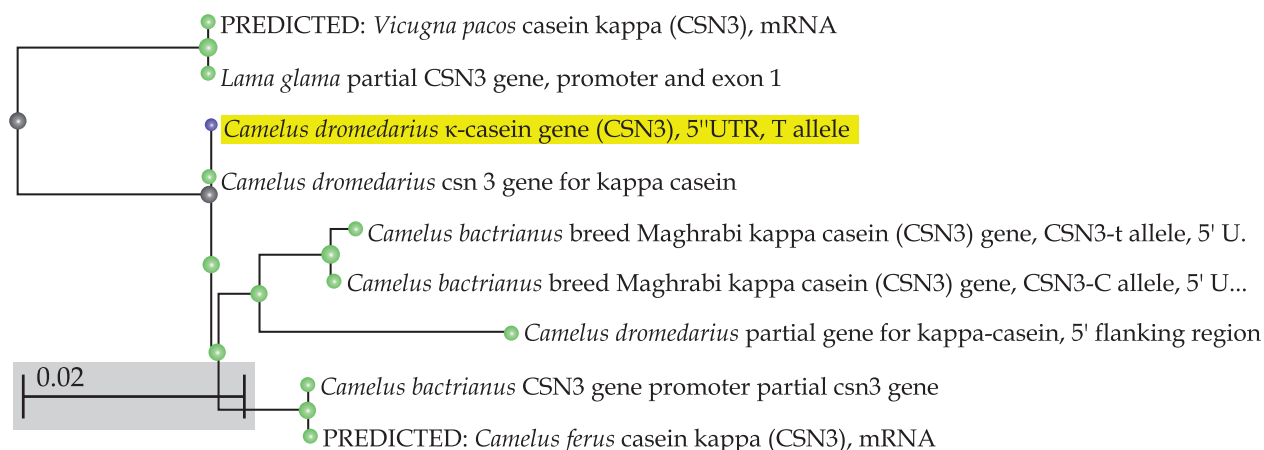 PREDICTED: Vicugna pacos casein kappa (CSN3), mRNA
Lama glama partial CSN3 gene, promoter and exon 1
Camelus dromedarius κ-casein gene (CSN3), 5''UTR, T allele
Camelus dromedarius csn 3 gene for kappa casein
Camelus bactrianus breed Maghrabi kappa casein (CSN3) gene, CSN3-t allele, 5' U.
Camelus bactrianus breed Maghrabi kappa casein (CSN3) gene, CSN3-C allele, 5' U...
Camelus dromedarius partial gene for kappa-casein, 5' flanking region
0.02
Camelus bactrianus CSN3 gene promoter partial csn3 gene
PREDICTED: Camelus ferus casein kappa (CSN3), mRNA